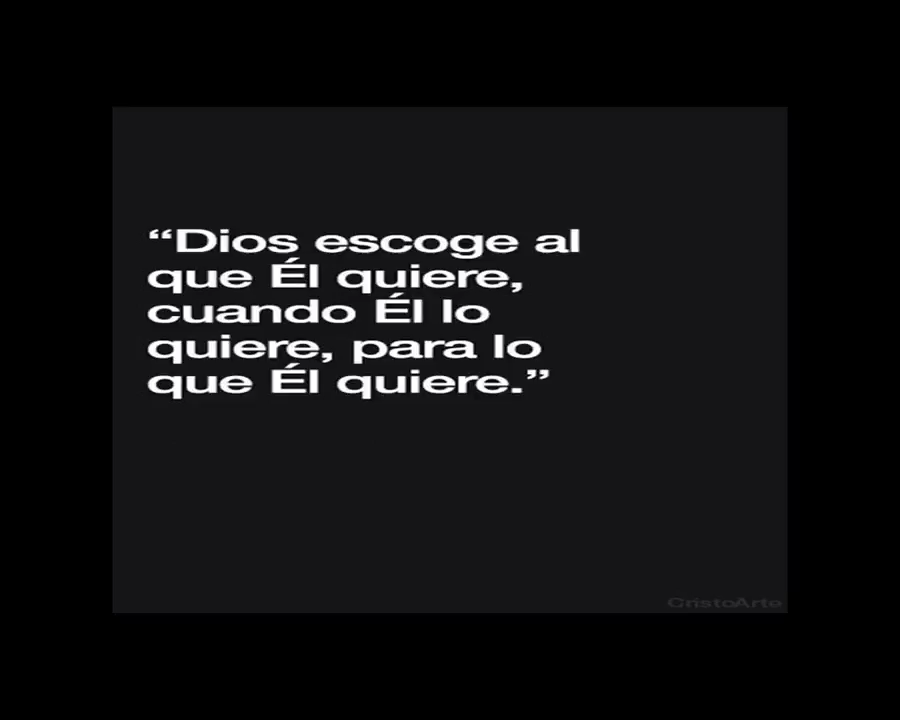 “Dios escoge al
que Él quiere,
cuando Él lo
quiere, para lo
que Él quiere.”
CristoArte